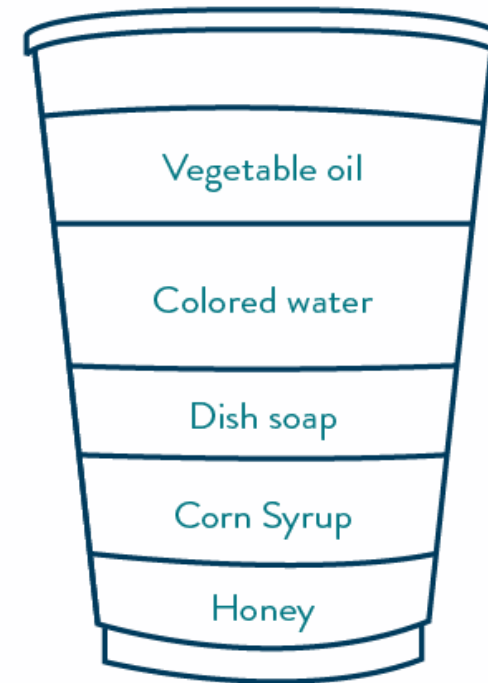 Vegetable oil
Colored water
Dish soap
Corn Syrup
Honey